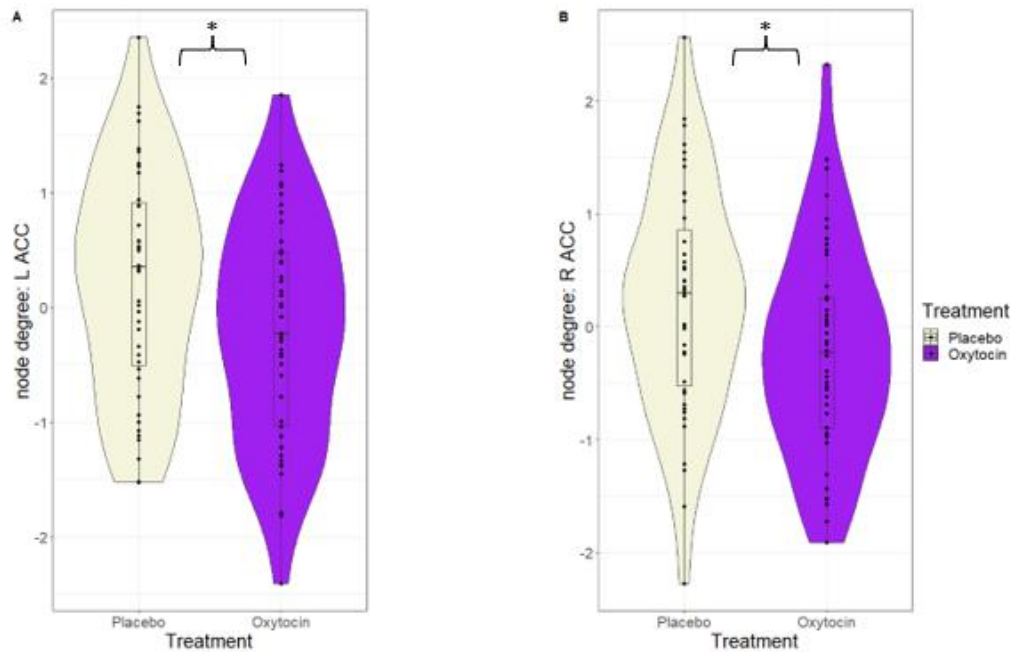 A
*
2
1
0
-1
-2
node degree: L ACC
Placebo
Oxytocin
Treatment
B
*
2
1
0
-1
-2
node degree: R ACC
Placebo
Oxytocin
Treatment
Treatment
Placebo
Oxytocin